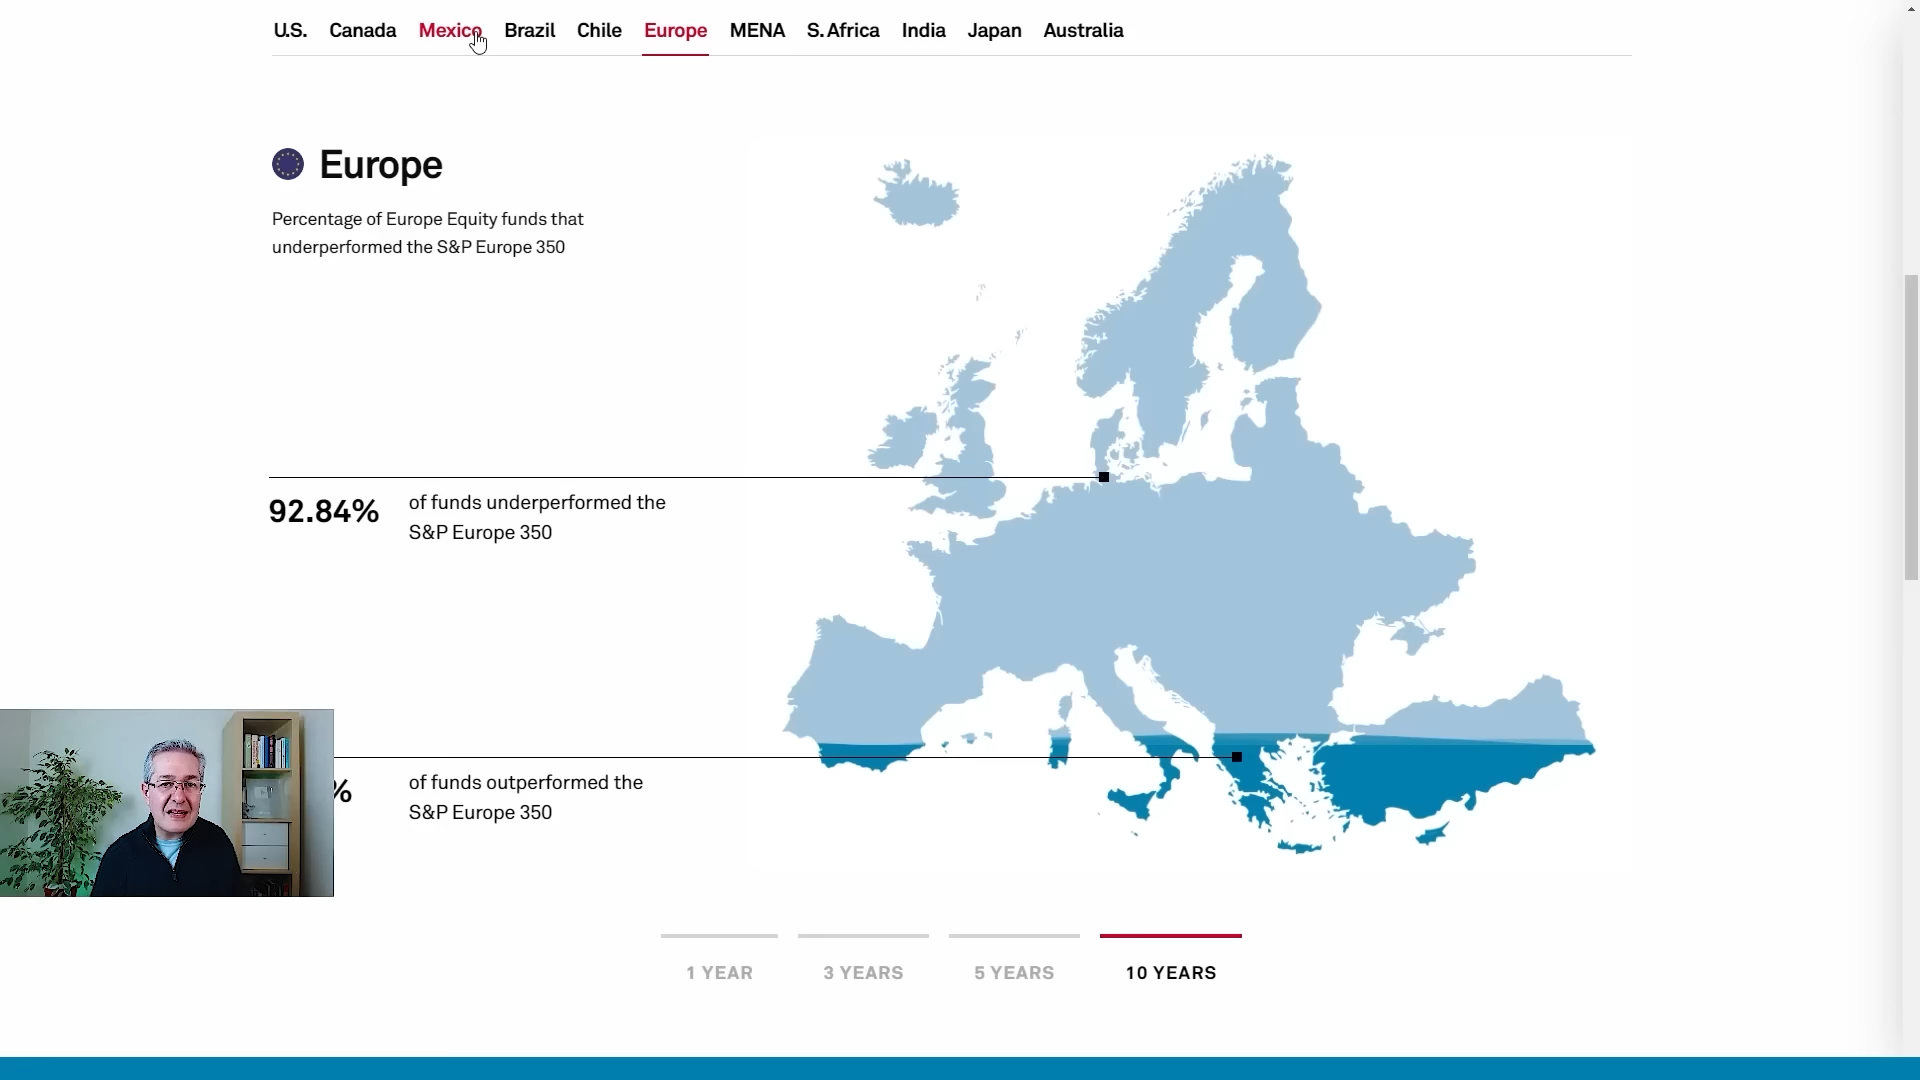 U.S. Canada Mexico Brazil Chile Europe MENA S. Africa India Japan Australia
Europe
Percentage of Europe Equity funds that
underperformed the S&P Europe 350
92.84%
of funds underperformed the
S&P Europe 350
%
of funds outperformed the
S&P Europe 350
1 YEAR 3 YEARS 5 YEARS 10 YEARS